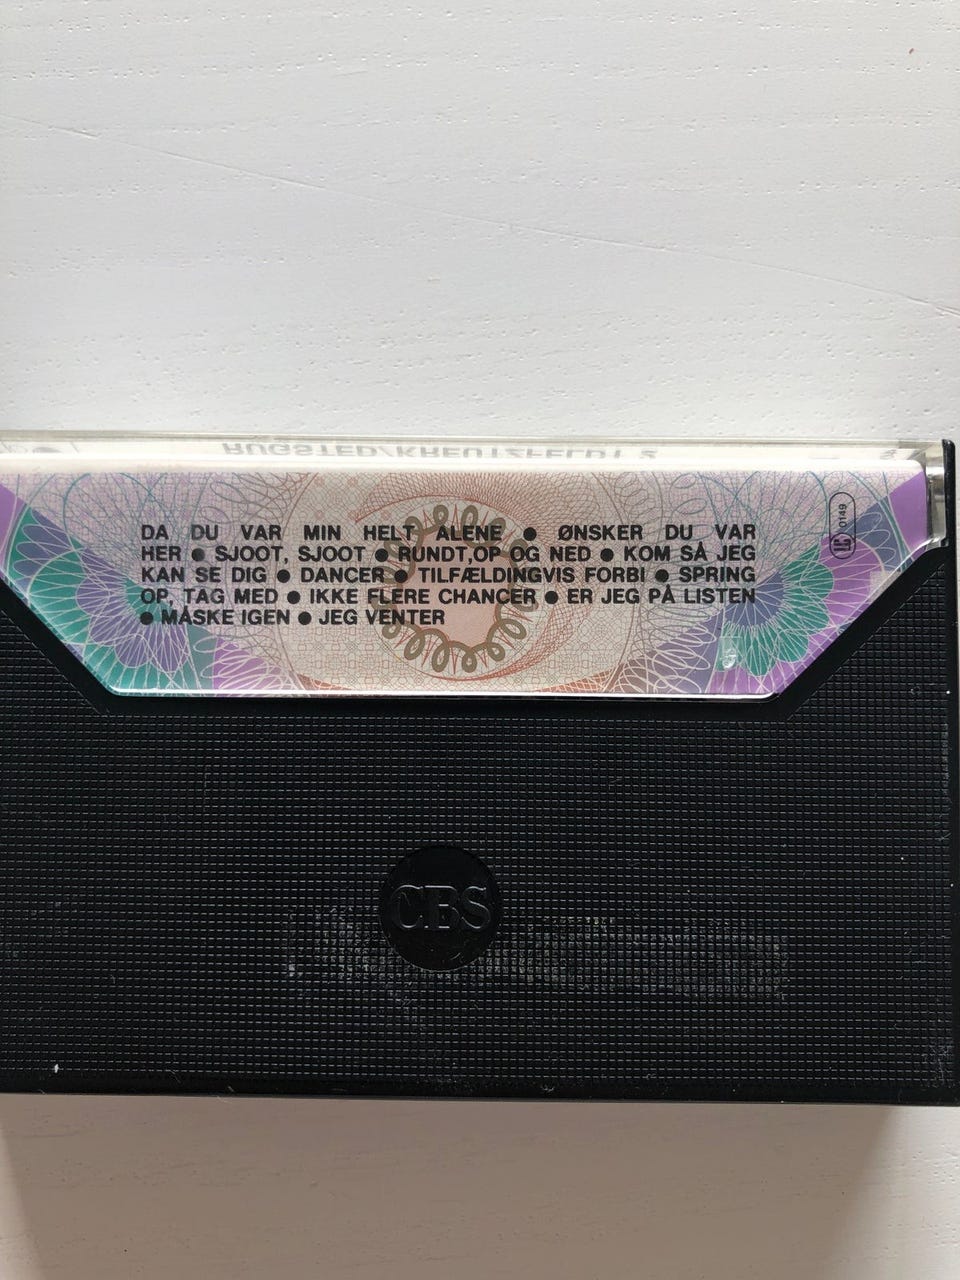 RUGSTED/KREUTZFELDT 2
DA DU VAR MIN HELT ALENE ● ØNSKER DU VAR
HER ● SJOOT, SJOOT ● RUNDT,OP OG NED ● KOM SÅ JEG
KAN SE DIG ● DANCER ● TILFÆLDINGVIS FORBI ● SPRING
OP, TAG MED ● IKKE FLERE CHANCER ● ER JEG PÅ LISTEN
● MÅSKE IGEN ● JEG VENTER
LC 0149
CBS